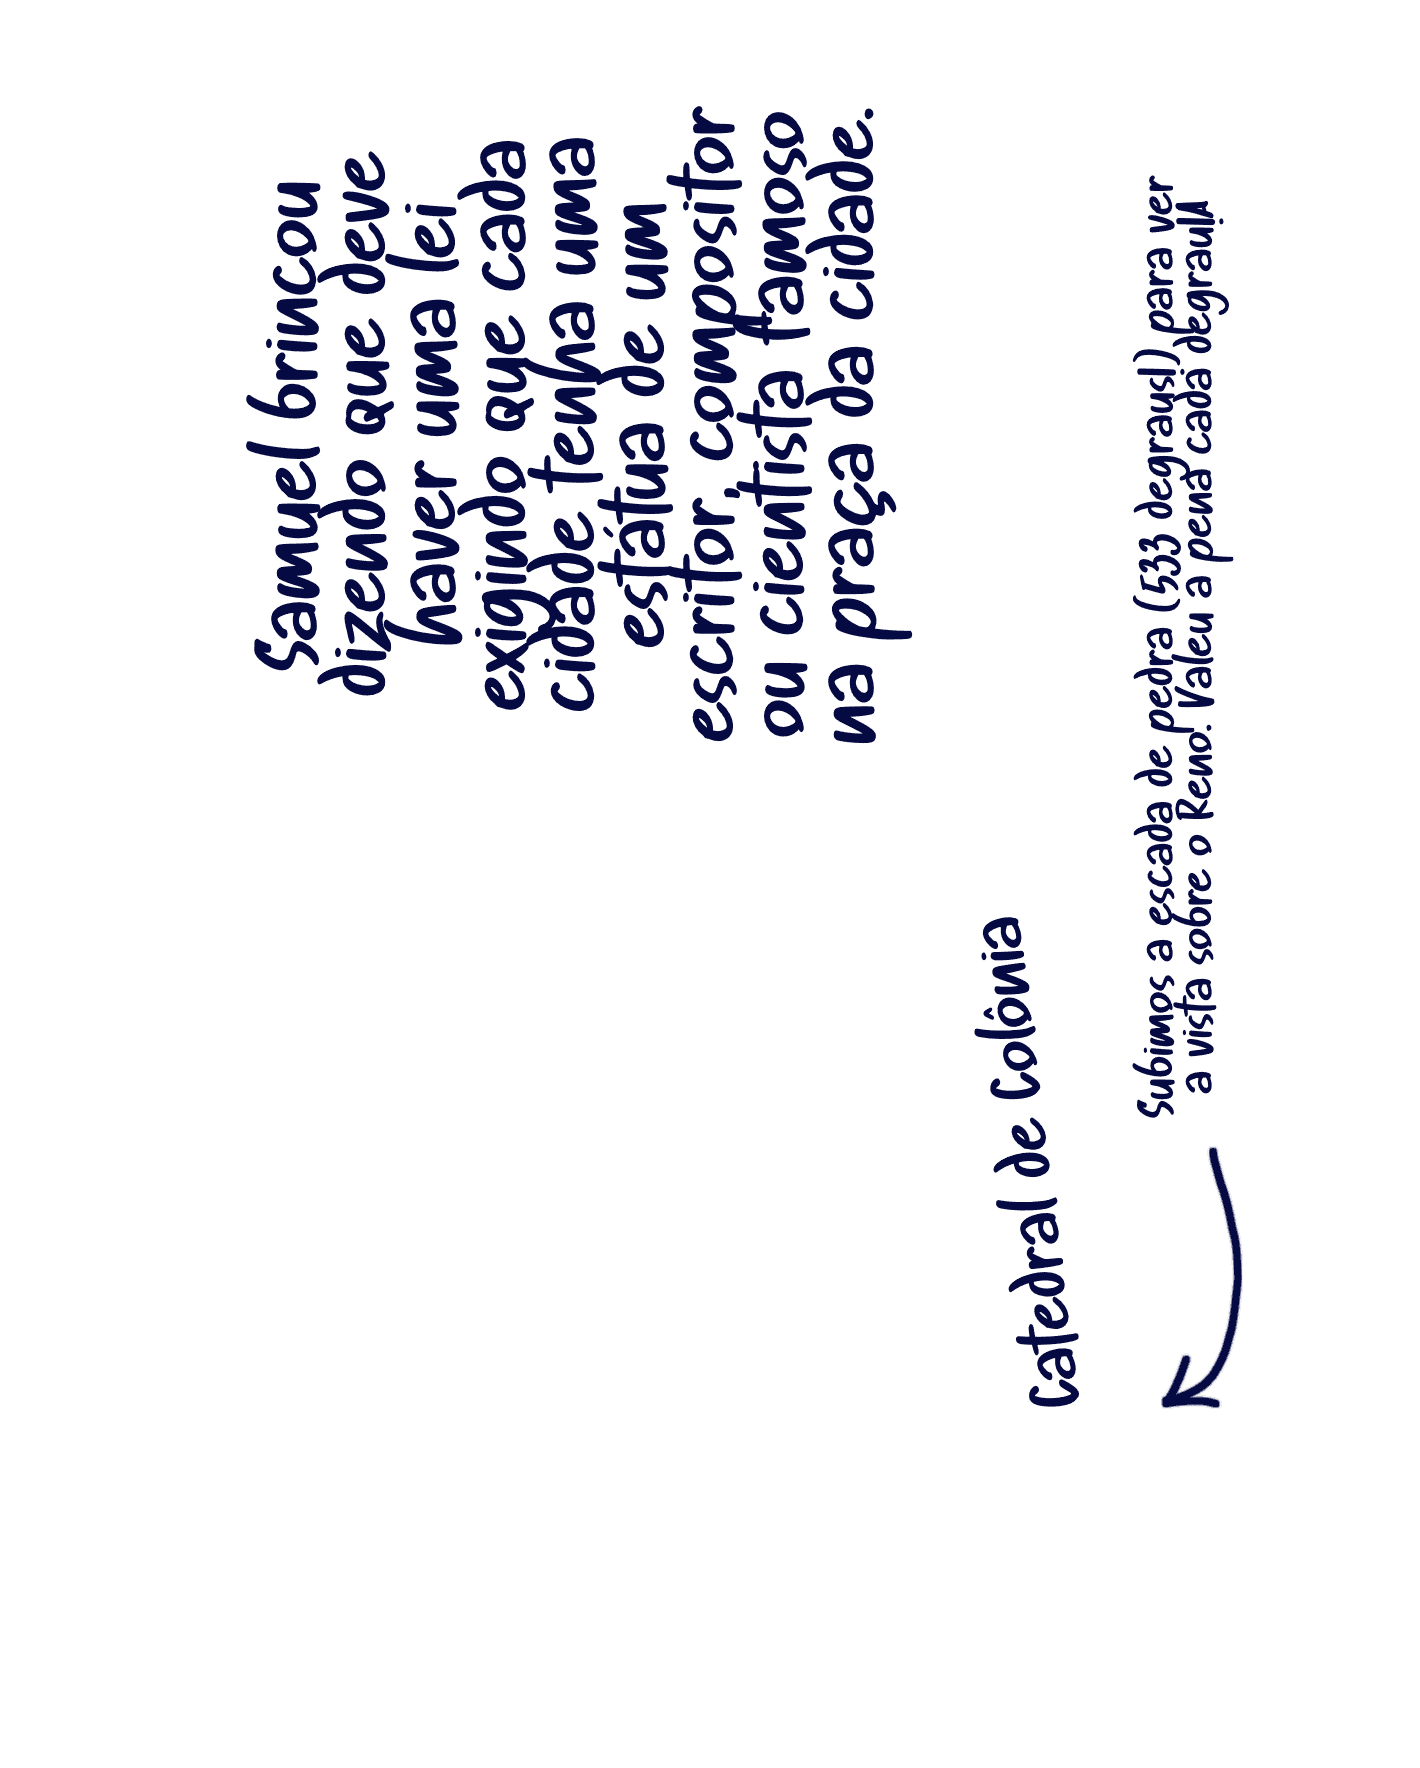 Samuel brincou
dizendo que deve
haver uma lei
exigindo que cada
cidade tenha uma
estátua de um
escritor, compositor
ou cientista famoso
na praça da cidade.
Catedral de Colônia
Subimos a escada de pedra (533 degraus!) para ver
a vista sobre o Reno. Valeu a pena cada degrau!